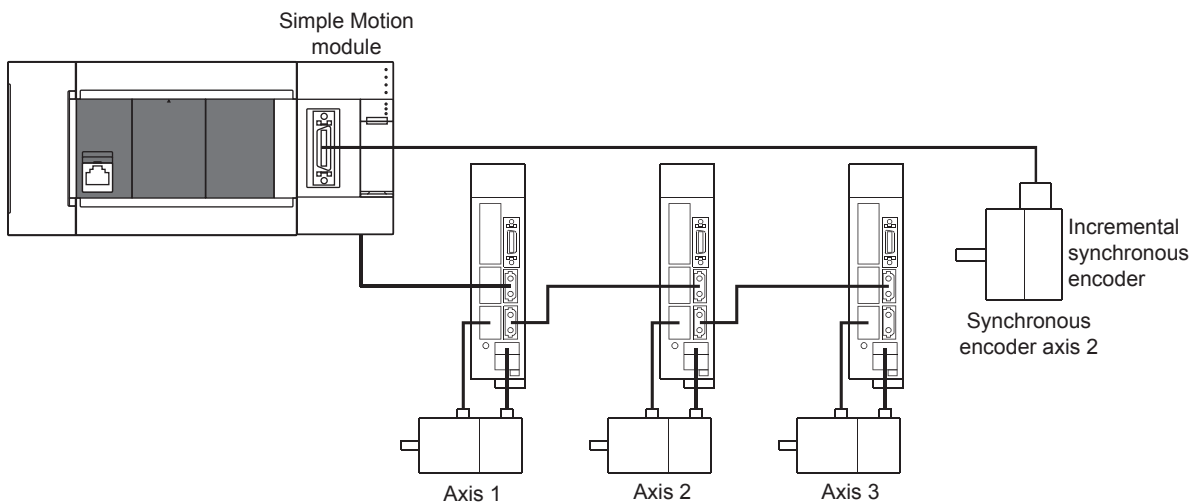 Simple Motion
module
Incremental
synchronous
encoder
Synchronous
encoder axis 2
Axis 1
Axis 2
Axis 3